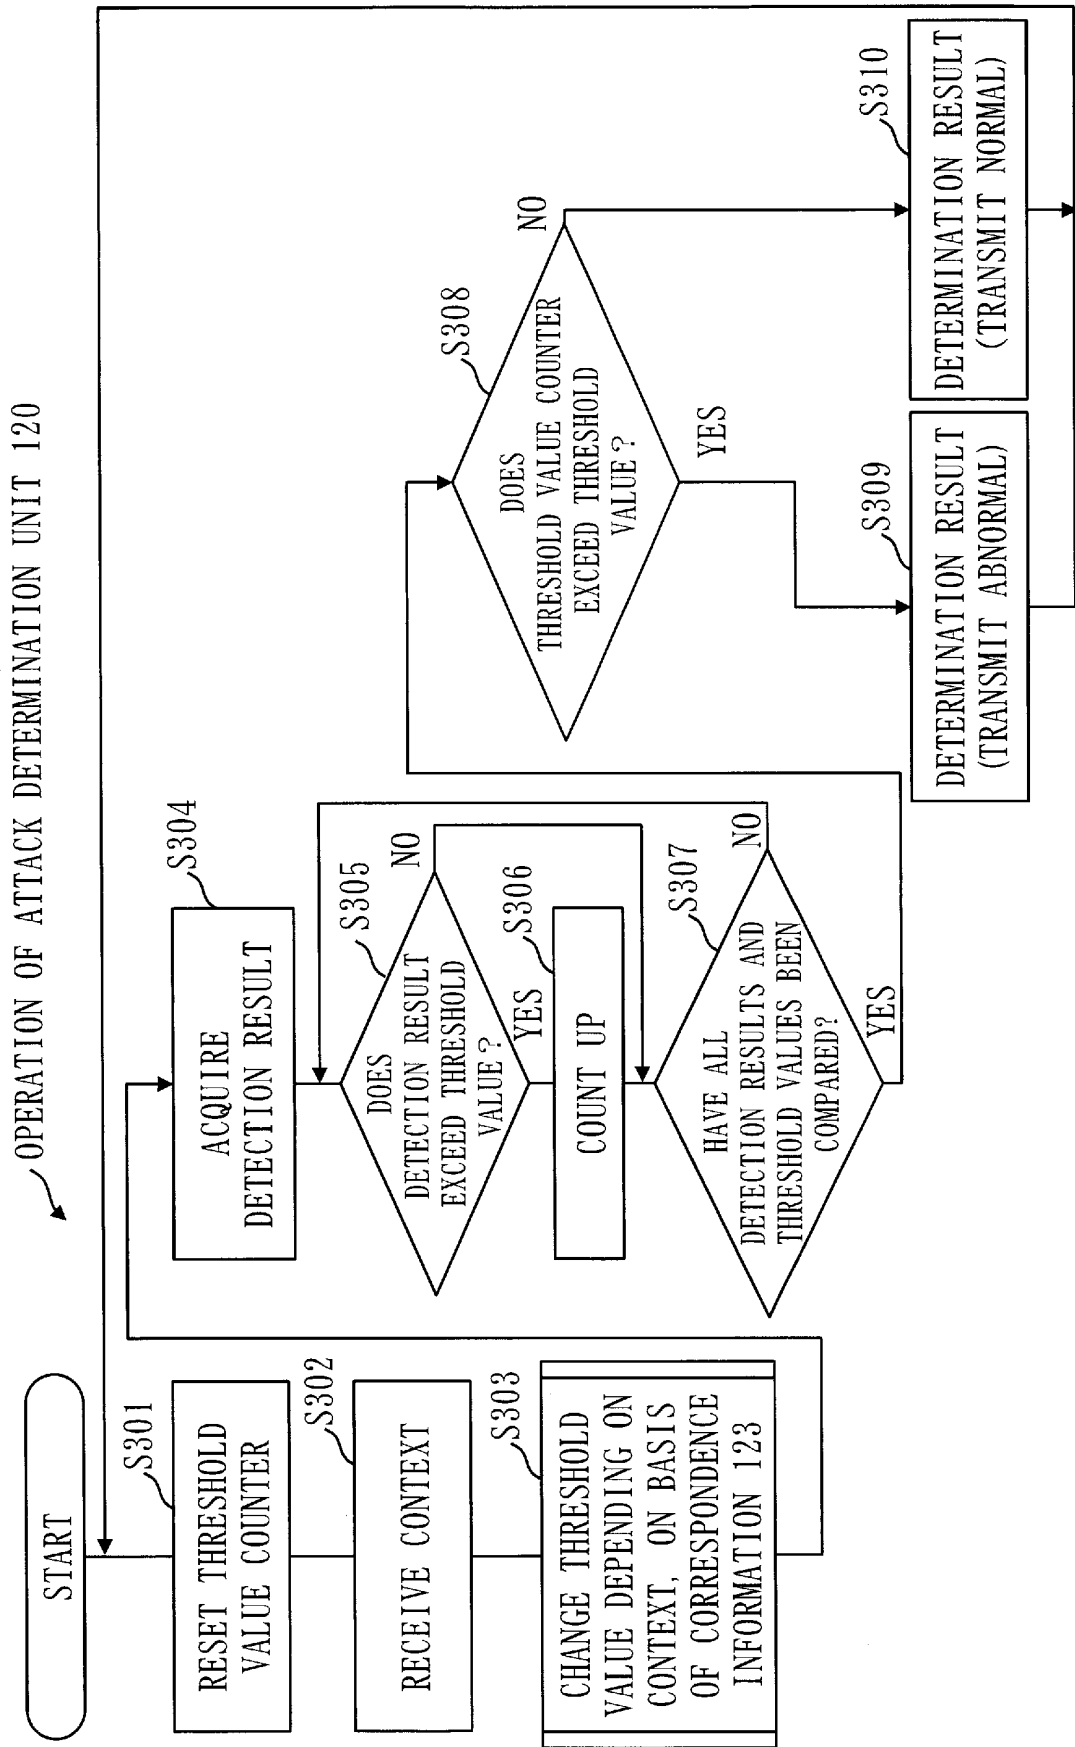 OPERATION OF ATTACK DETERMINATION UNIT 120
START
S301
RESET THRESHOLD
VALUE COUNTER
S302
RECEIVE CONTEXT
S303
CHANGE THRESHOLD
VALUE DEPENDING ON
CONTEXT, ON BASIS
OF CORRESPONDENCE
INFORMATION 123
S304
ACQUIRE
DETECTION RESULT
S305
DOES
DETECTION RESULT
EXCEED THRESHOLD
VALUE?
NO
YES
S306
COUNT UP
S307
HAVE ALL
DETECTION RESULTS AND
THRESHOLD VALUES BEEN
COMPARED?
NO
YES
S308
DOES
THRESHOLD VALUE COUNTER
EXCEED THRESHOLD
VALUE?
NO
YES
S309
DETERMINATION RESULT
(TRANSMIT ABNORMAL)
S310
DETERMINATION RESULT
(TRANSMIT NORMAL)